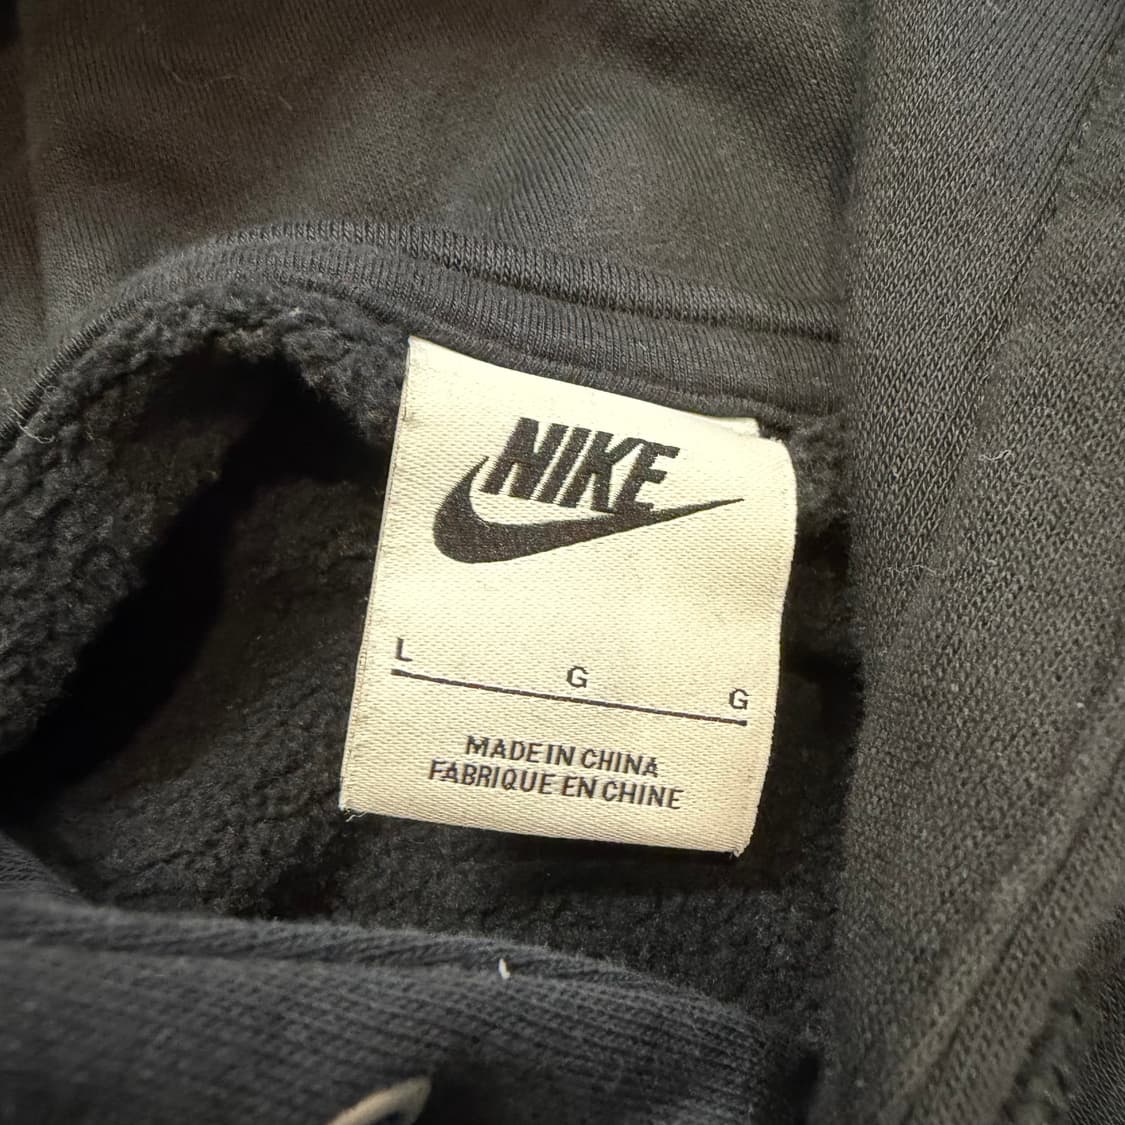 NIKE
L G G
MADE IN CHINA
FABRIQUE EN CHINE